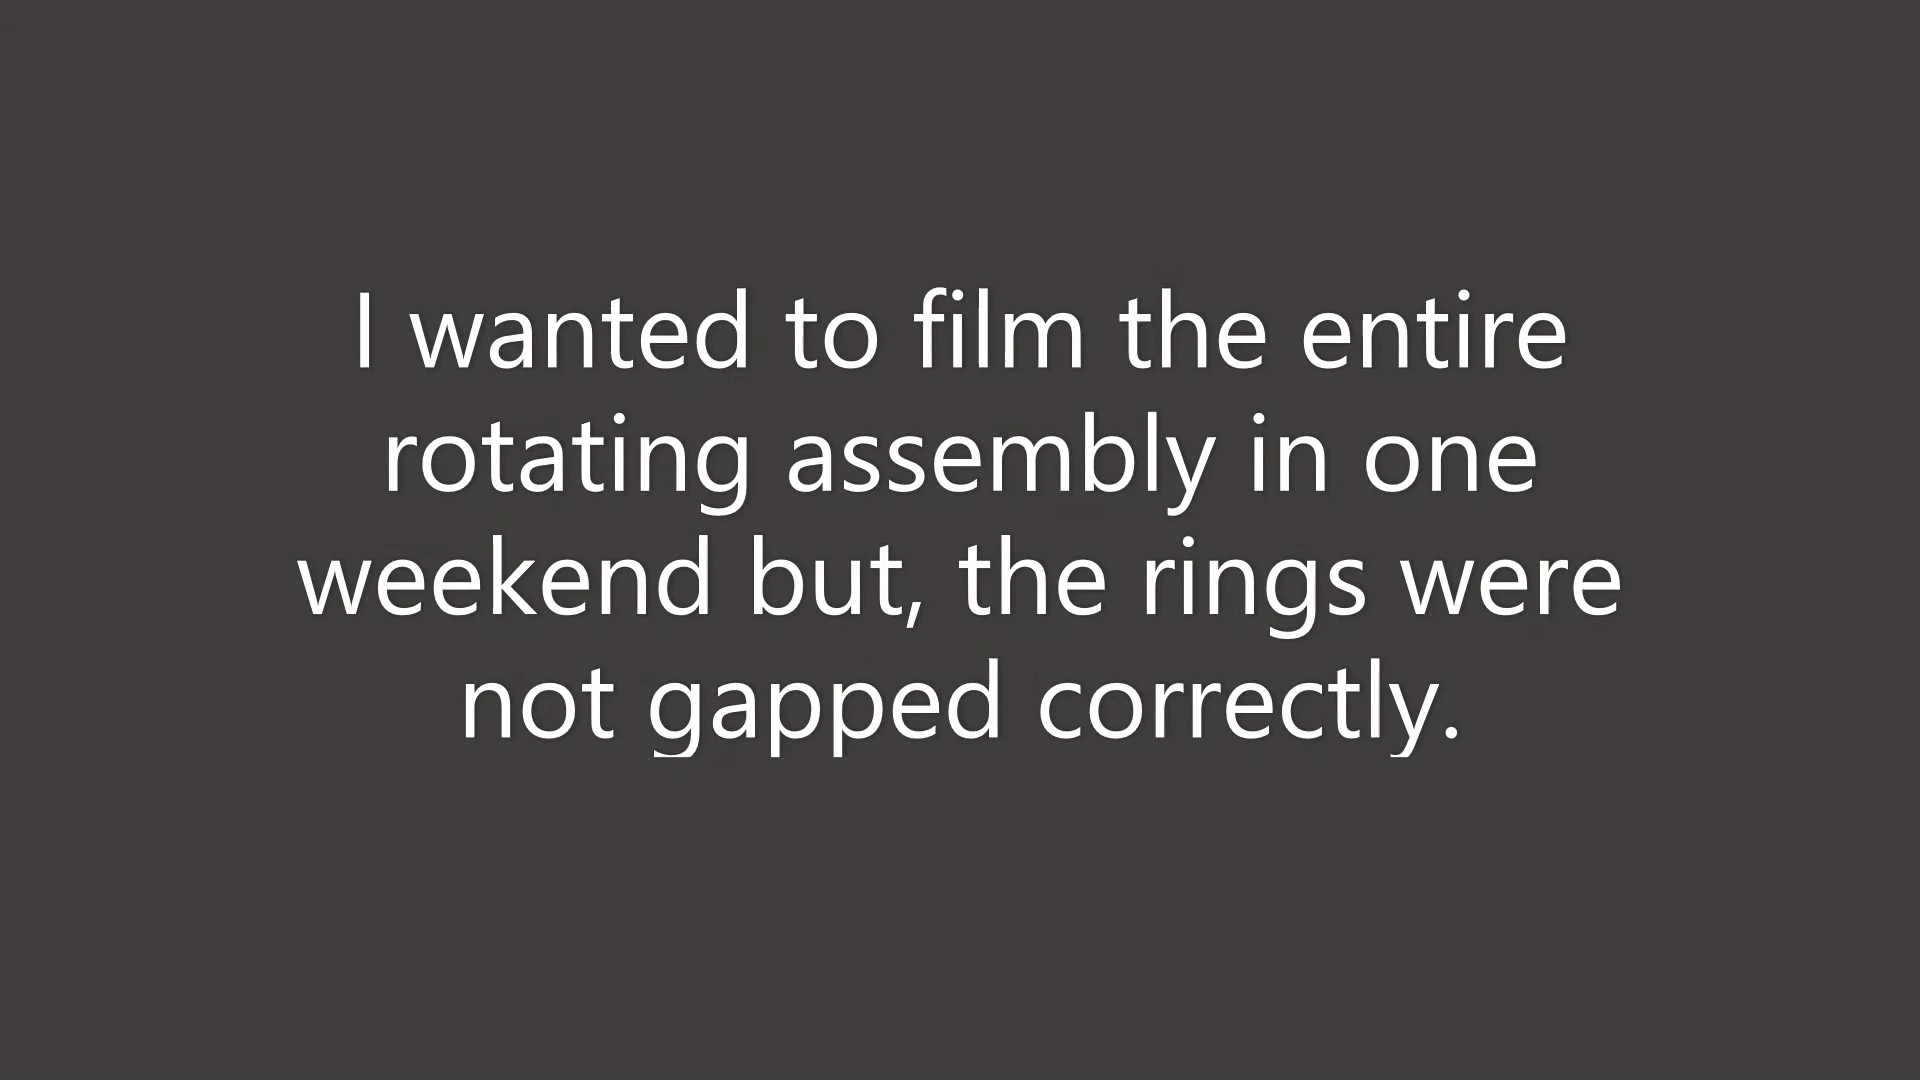 I wanted to film the entire
rotating assembly in one
weekend but, the rings were
not gapped correctly.